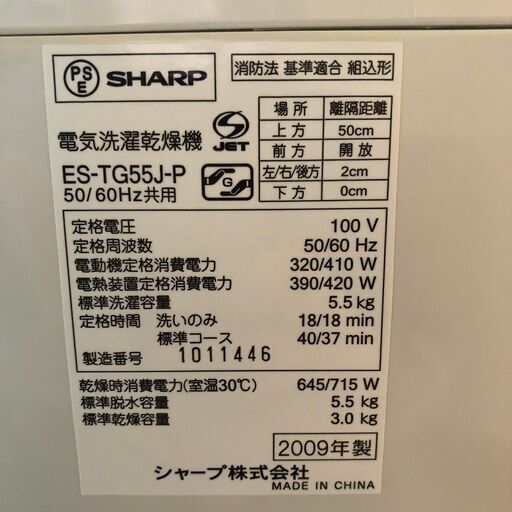 PSE SHARP
消防法 基準適合 組込形
電気洗濯乾燥機
S JET
ES-TG55J-P
50/60Hz共用
G
場所 離隔距離
上方 50cm
前方 開放
左/右/後方 2cm
下方 0cm
定格電圧 100 V
定格周波数 50/60 Hz
電動機定格消費電力 320/410 W
電熱装置定格消費電力 390/420 W
標準洗濯容量 5.5 kg
定格時間 洗いのみ 18/18 min
標準コース 40/37 min
製造番号 1011446
乾燥時消費電力(室温30℃) 645/715 W
標準脱水容量 5.5 kg
標準乾燥容量 3.0 kg
2009年製
シャープ株式会社
MADE IN CHINA